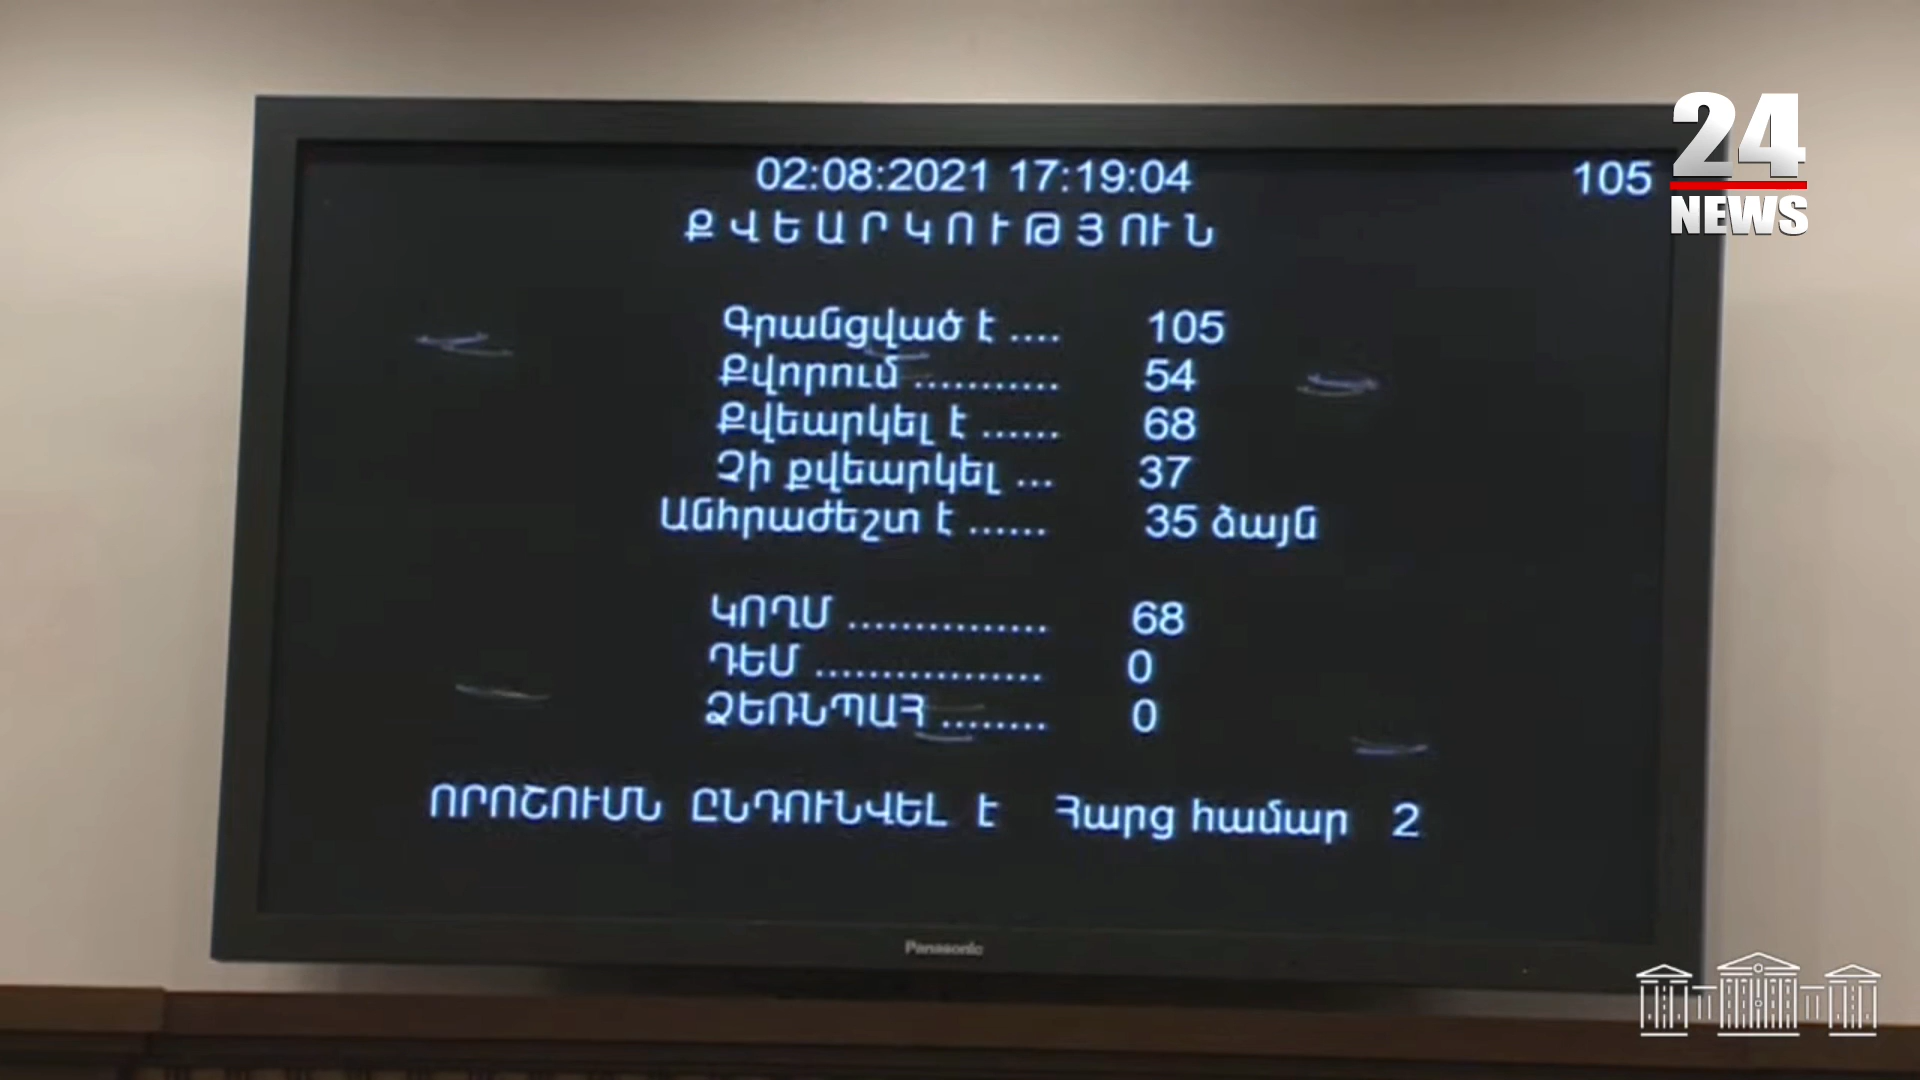 02:08:2021 17:19:04 105
ՔՎԵԱՐԿՈՒԹՅՈՒՆ
Գրանցված է .... 105
Քվորում ........... 54
Քվեարկել է ...... 68
Չի քվեարկել ... 37
Անհրաժեշտ է ...... 35 ձայն
ԿՈՂՄ ............... 68
ԴԵՄ ................. 0
ՁԵՌՆՊԱՀ ........ 0
ՈՐՈՇՈՒՄՆ ԸՆԴՈՒՆՎԵԼ է Հարց համար 2
Panasonic
24
NEWS